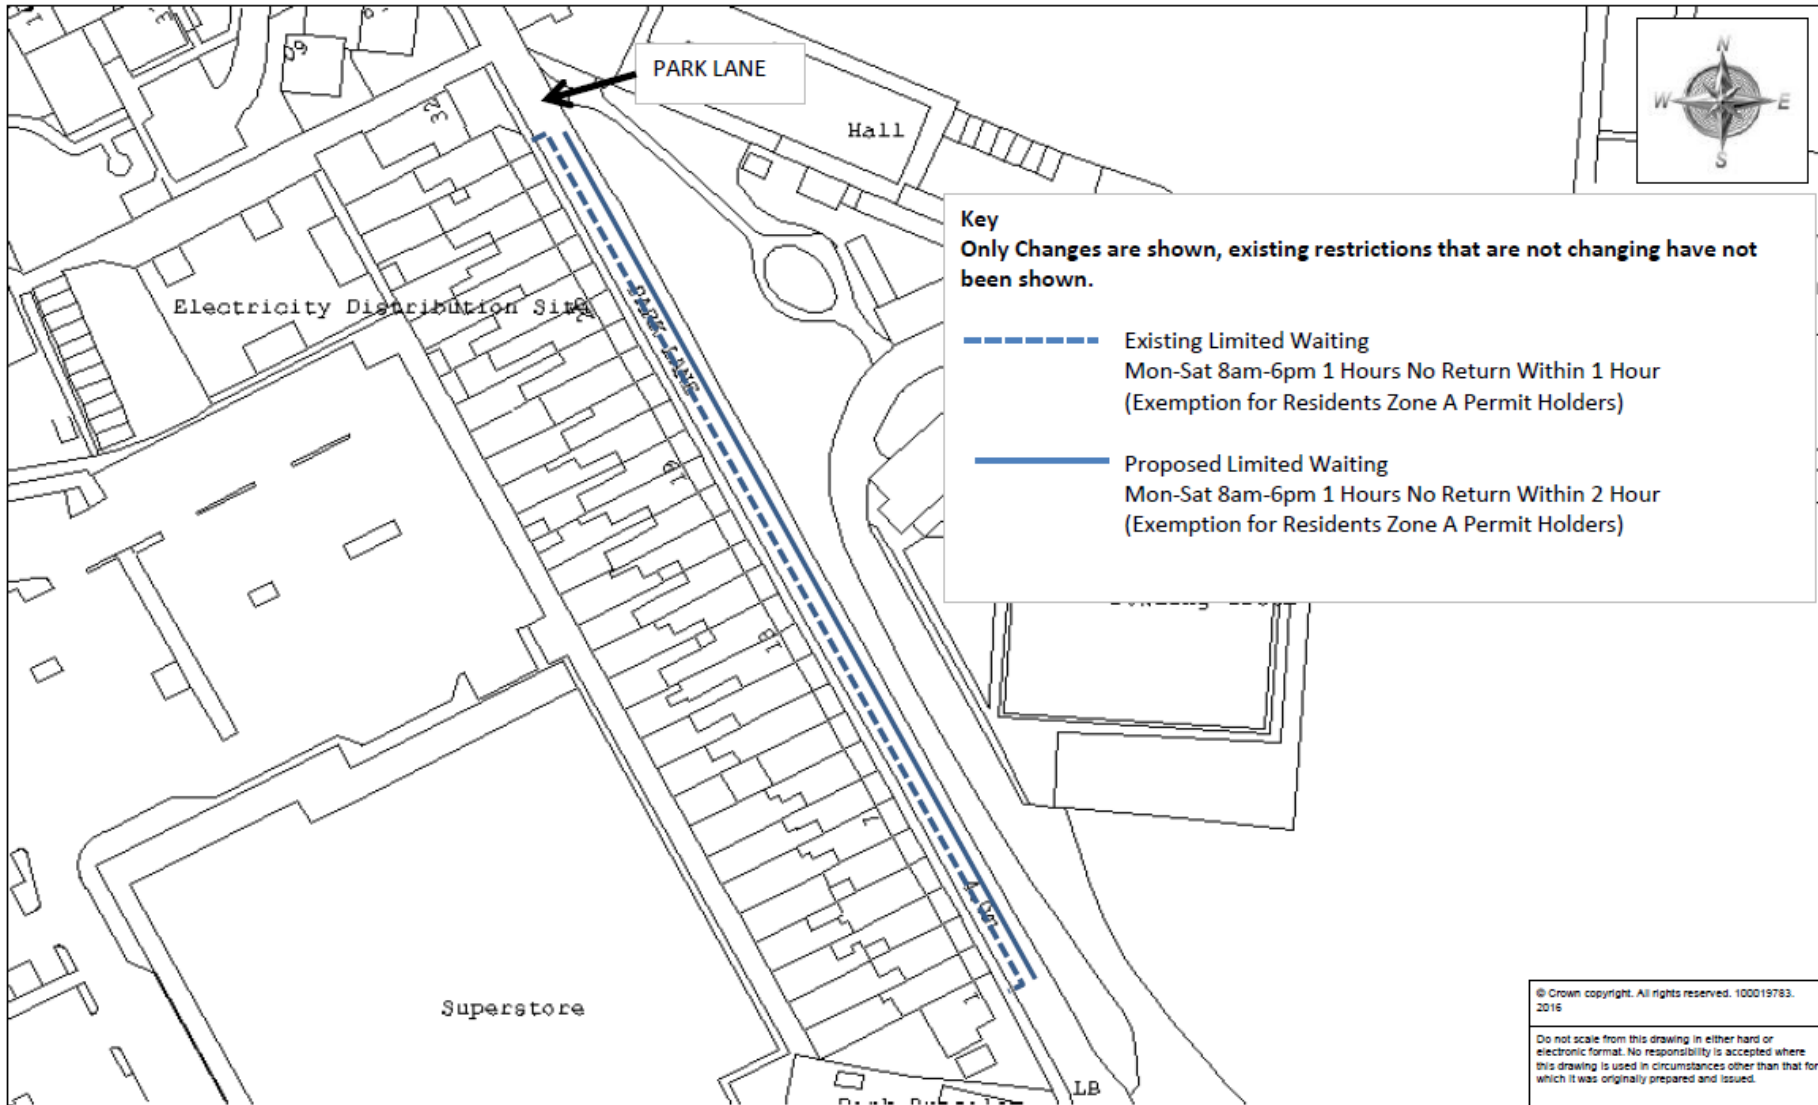 PARK LANE
N
W E
S
32
Hall
Key
Only Changes are shown, existing restrictions that are not changing have not
been shown.
Existing Limited Waiting
Mon-Sat 8am-6pm 1 Hours No Return Within 1 Hour
(Exemption for Residents Zone A Permit Holders)
Proposed Limited Waiting
Mon-Sat 8am-6pm 1 Hours No Return Within 2 Hour
(Exemption for Residents Zone A Permit Holders)
Electricity Distribution Site
PARK LANE
19
7
1
Superstore
LB
© Crown copyright. All rights reserved. 100019783.
2016
Do not scale from this drawing in either hard or
electronic format. No responsibility is accepted where
this drawing is used in circumstances other than that for
which it was originally prepared and issued.